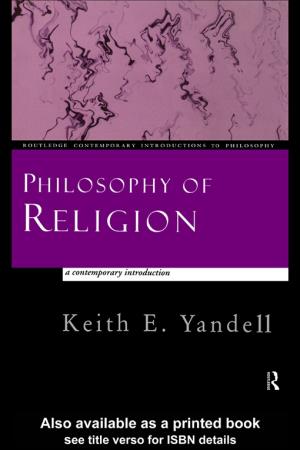 ROUTLEDGE CONTEMPORARY INTRODUCTIONS TO PHILOSOPHY
PHILOSOPHY OF
RELIGION
a contemporary introduction
Keith E. Yandell
Also available as a printed book
see title verso for ISBN details